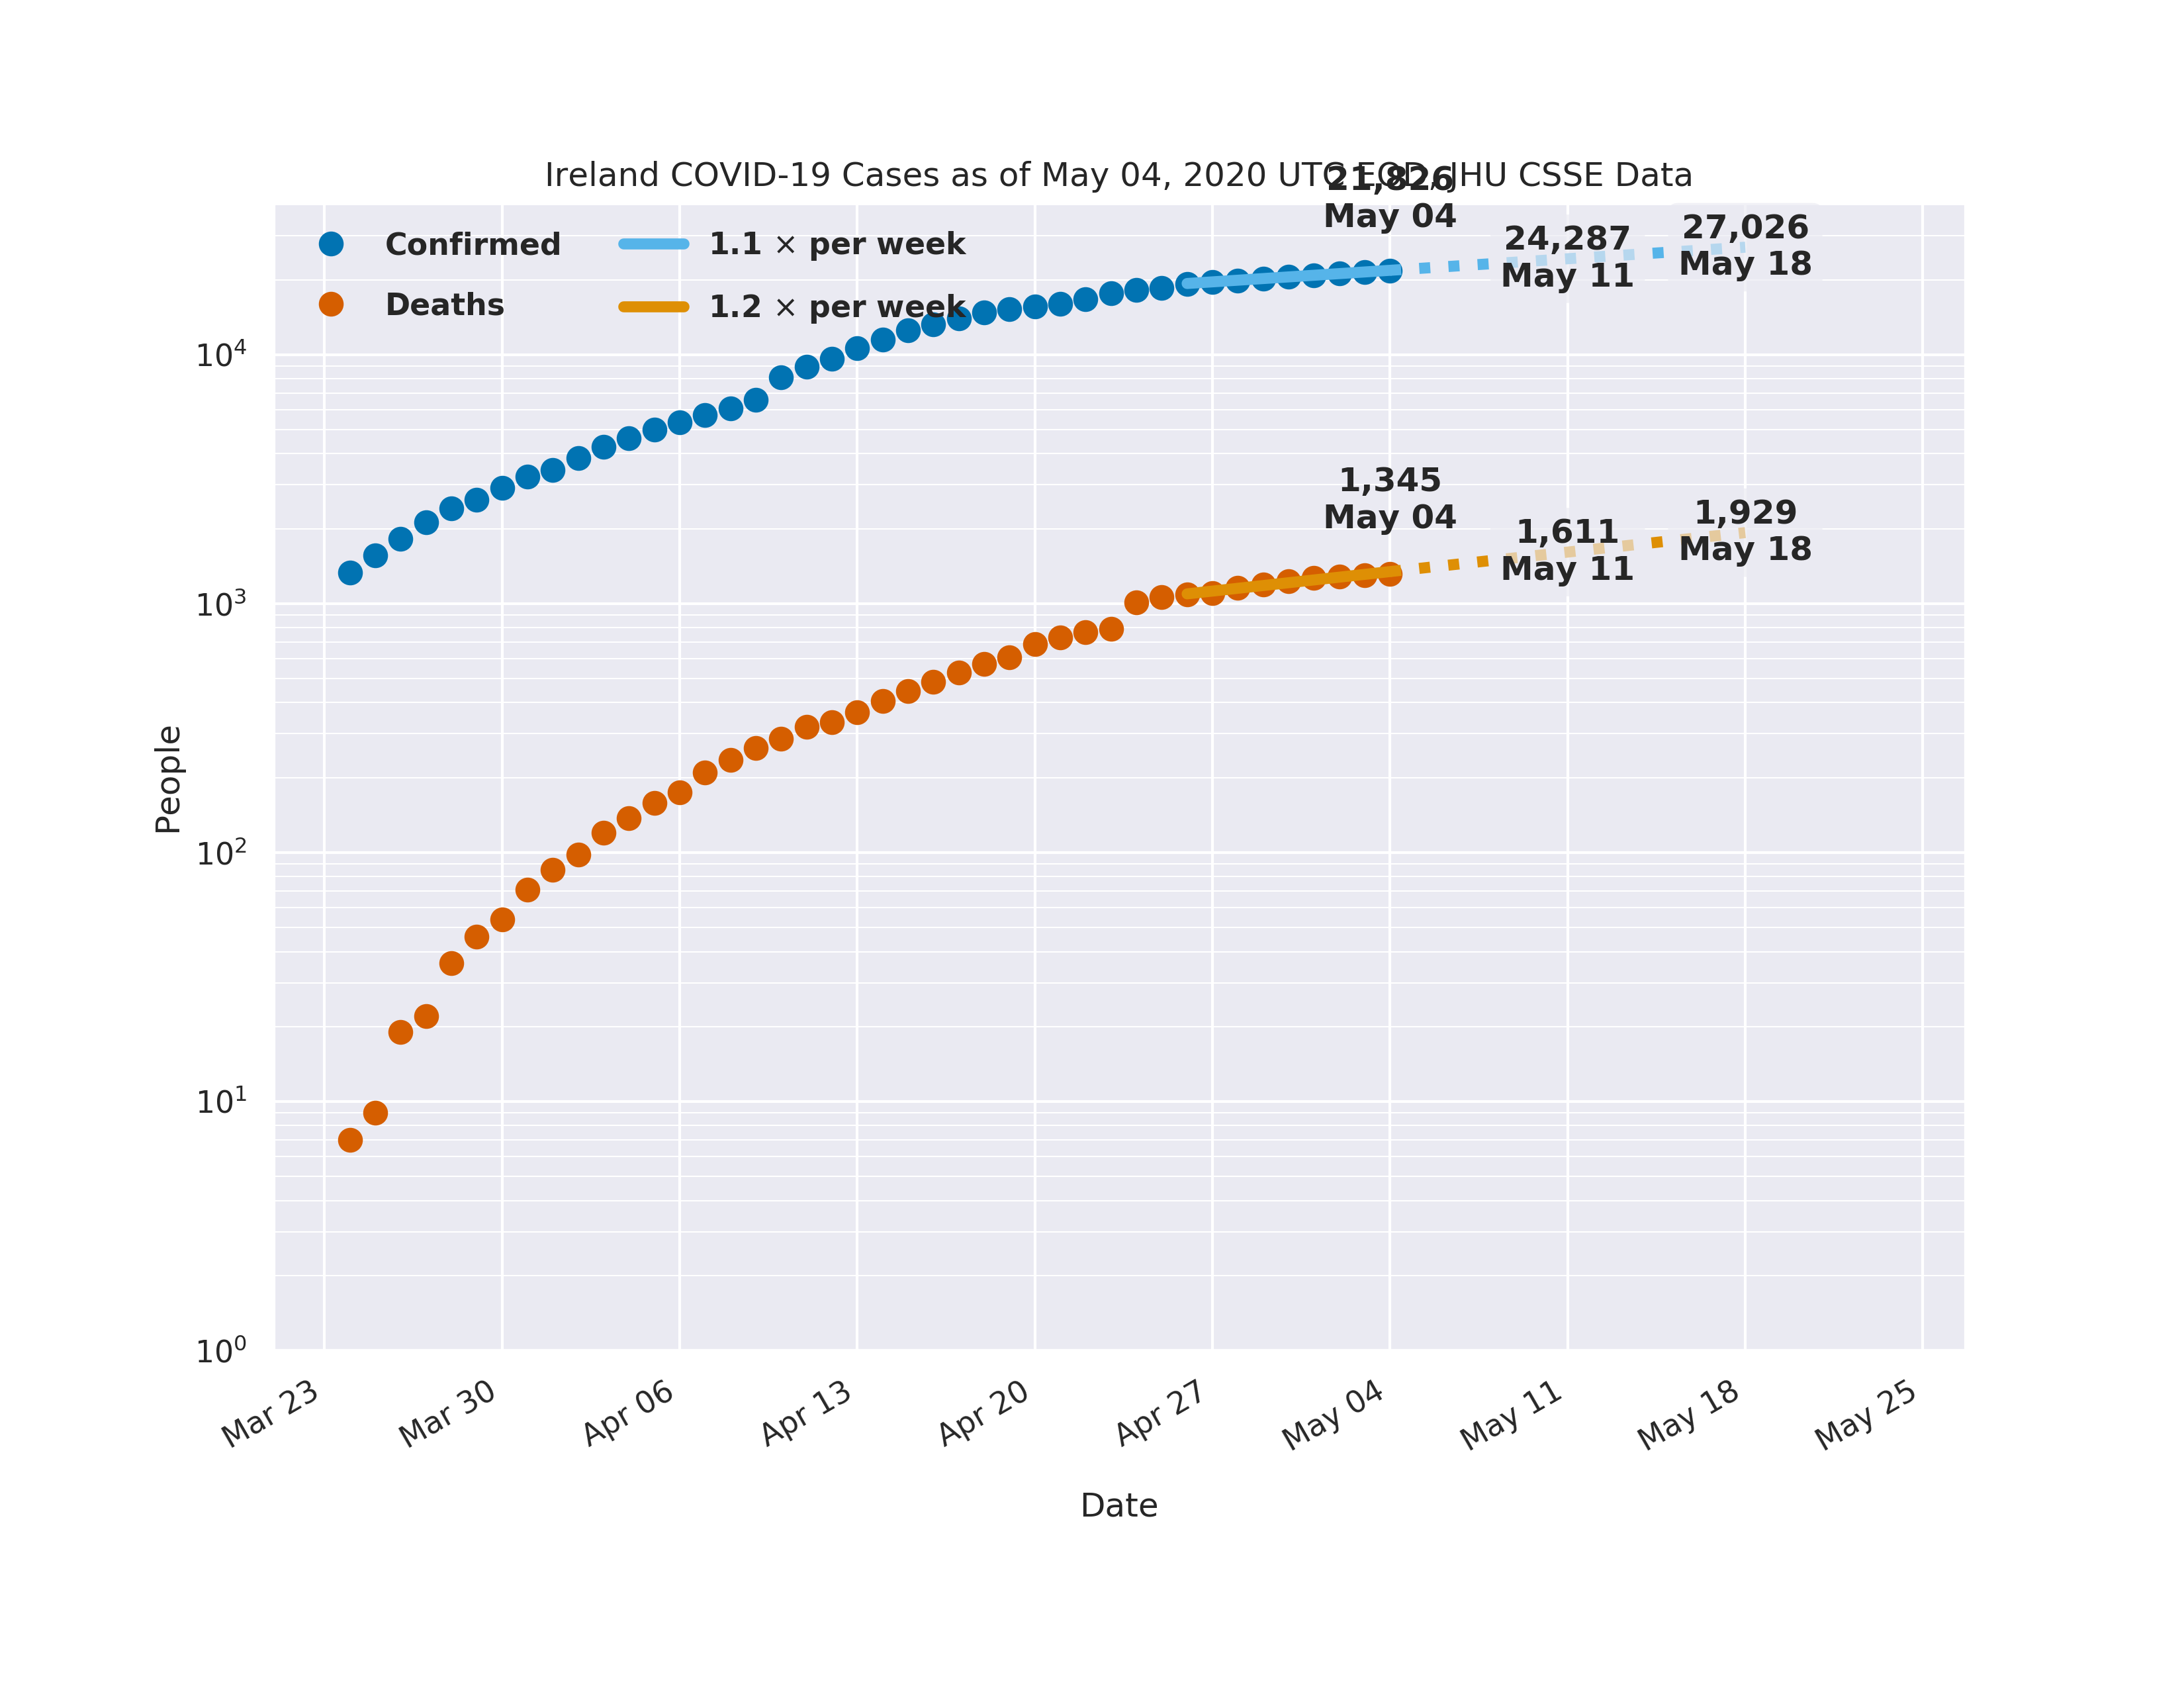 Ireland COVID-19 Cases as of May 04, 2020 UTC EOD, JHU CSSE Data
21,826
May 04
24,287
May 11
27,026
May 18
Confirmed
Deaths
1.1 × per week
1.2 × per week
1,345
May 04
1,611
May 11
1,929
May 18
People
10⁴
10³
10²
10¹
10⁰
Mar 23
Mar 30
Apr 06
Apr 13
Apr 20
Apr 27
May 04
May 11
May 18
May 25
Date